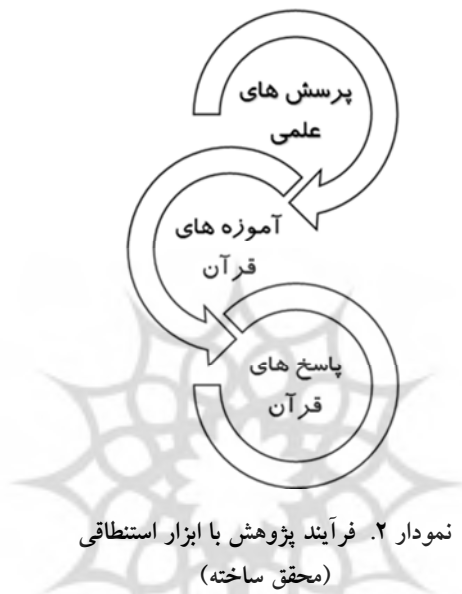 پرسش های
علمی
آموزه های
قرآن
پاسخ های
قرآن
نمودار ۲. فرآیند پژوهش با ابزار استنطاقی
(محقق ساخته)